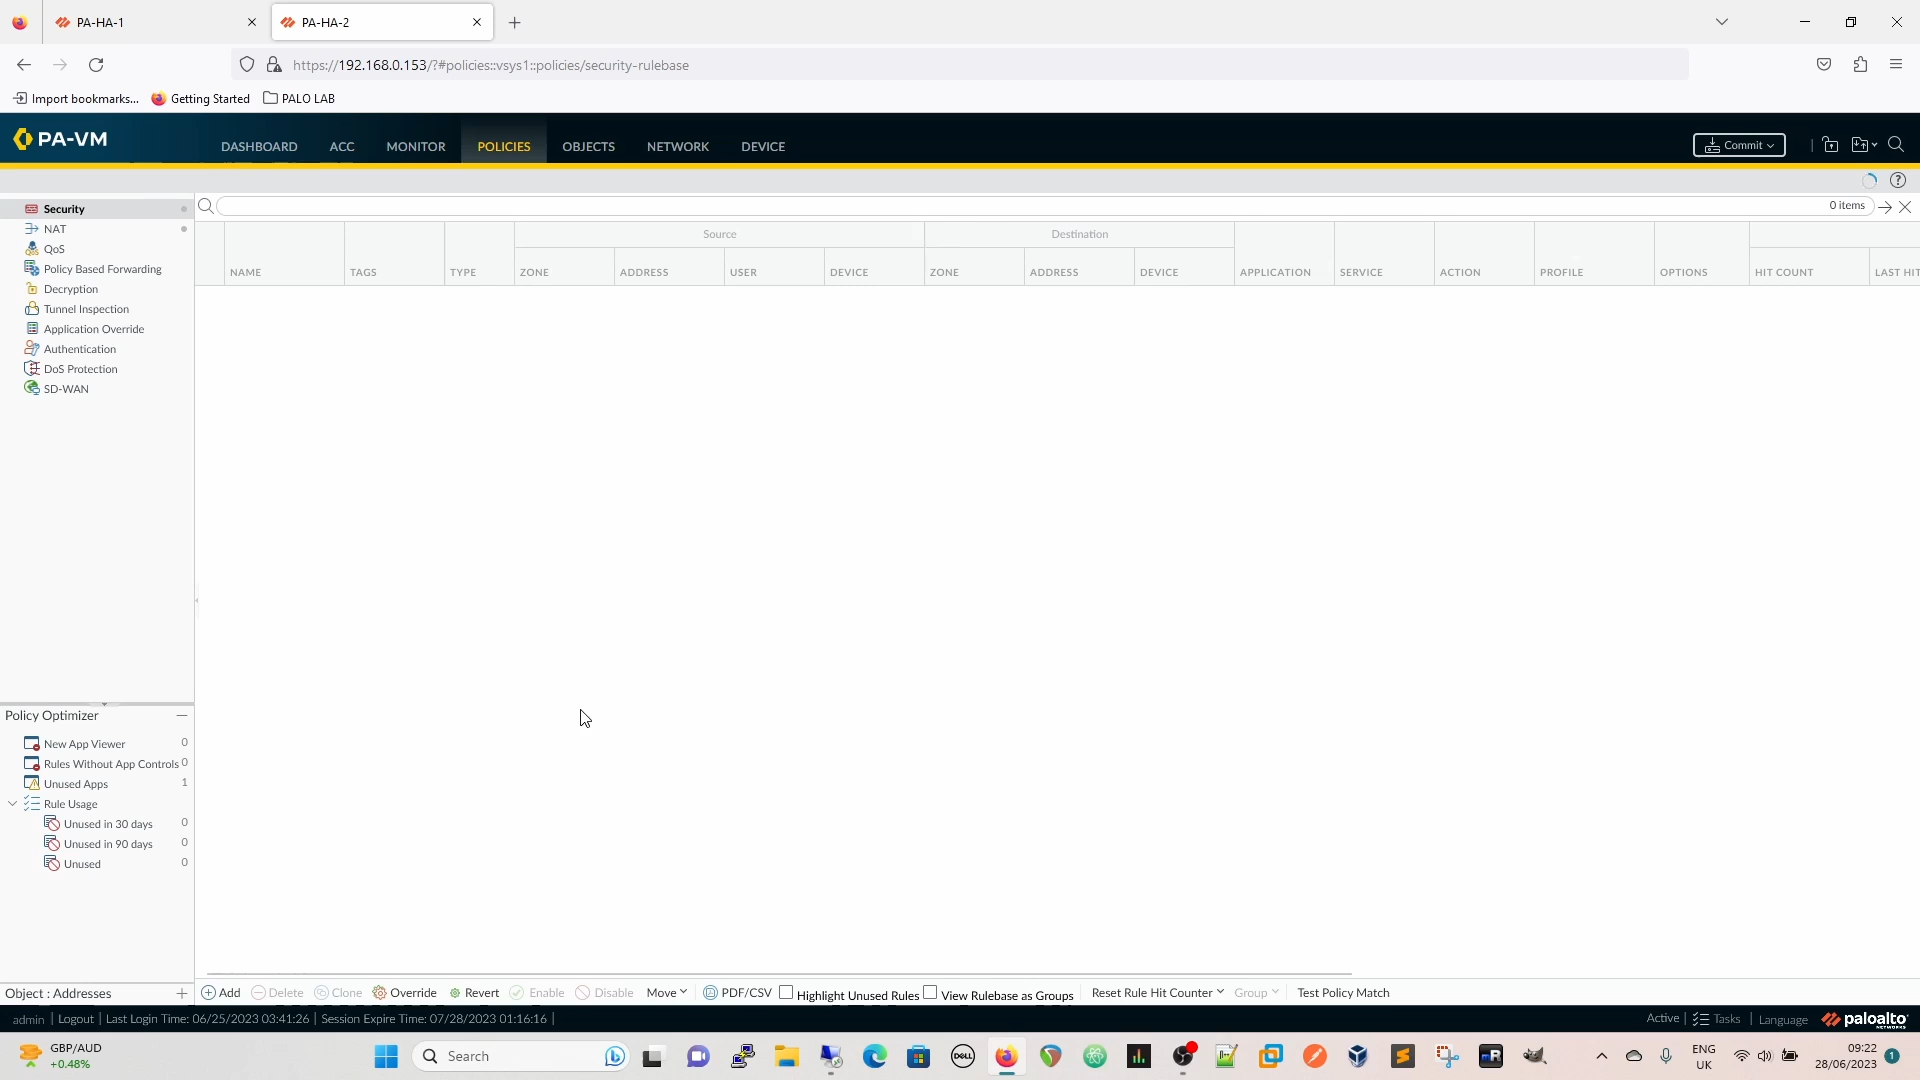 PA-HA-1
PA-HA-2
https://192.168.0.153/?#policies::vsys1::policies/security-rulebase
Import bookmarks...
Getting Started
PALO LAB
PA-VM
DASHBOARD
ACC
MONITOR
POLICIES
OBJECTS
NETWORK
DEVICE
Commit
0 items
Security
NAT
QoS
Policy Based Forwarding
Decryption
Tunnel Inspection
Application Override
Authentication
DoS Protection
SD-WAN
Source
Destination
NAME
TAGS
TYPE
ZONE
ADDRESS
USER
DEVICE
ZONE
ADDRESS
DEVICE
APPLICATION
SERVICE
ACTION
PROFILE
OPTIONS
HIT COUNT
LAST HIT
Policy Optimizer
New App Viewer 0
Rules Without App Controls 0
Unused Apps 1
Rule Usage
Unused in 30 days 0
Unused in 90 days 0
Unused 0
Object : Addresses
Add
Delete
Clone
Override
Revert
Enable
Disable
Move
PDF/CSV
Highlight Unused Rules
View Rulebase as Groups
Reset Rule Hit Counter
Group
Test Policy Match
admin | Logout | Last Login Time: 06/25/2023 03:41:26 | Session Expire Time: 07/28/2023 01:16:16 |
Active | Tasks | Language
paloalto
NETWORKS
GBP/AUD
+0.48%
Search
DELL
ENG
UK
09:22
28/06/2023
1